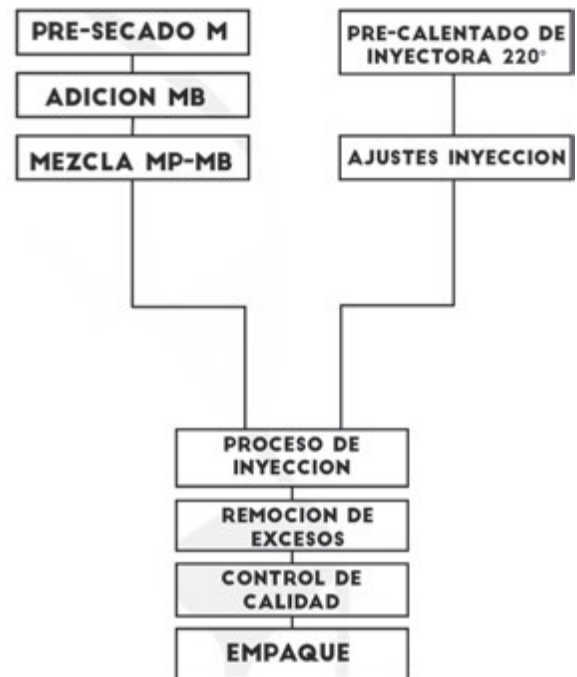 PRE-SECADO M
ADICION MB
MEZCLA MP-MB
PRE-CALENTADO DE
INYECTORA 220°
AJUSTES INYECCION
PROCESO DE
INYECCION
REMOCION DE
EXCESOS
CONTROL DE
CALIDAD
EMPAQUE